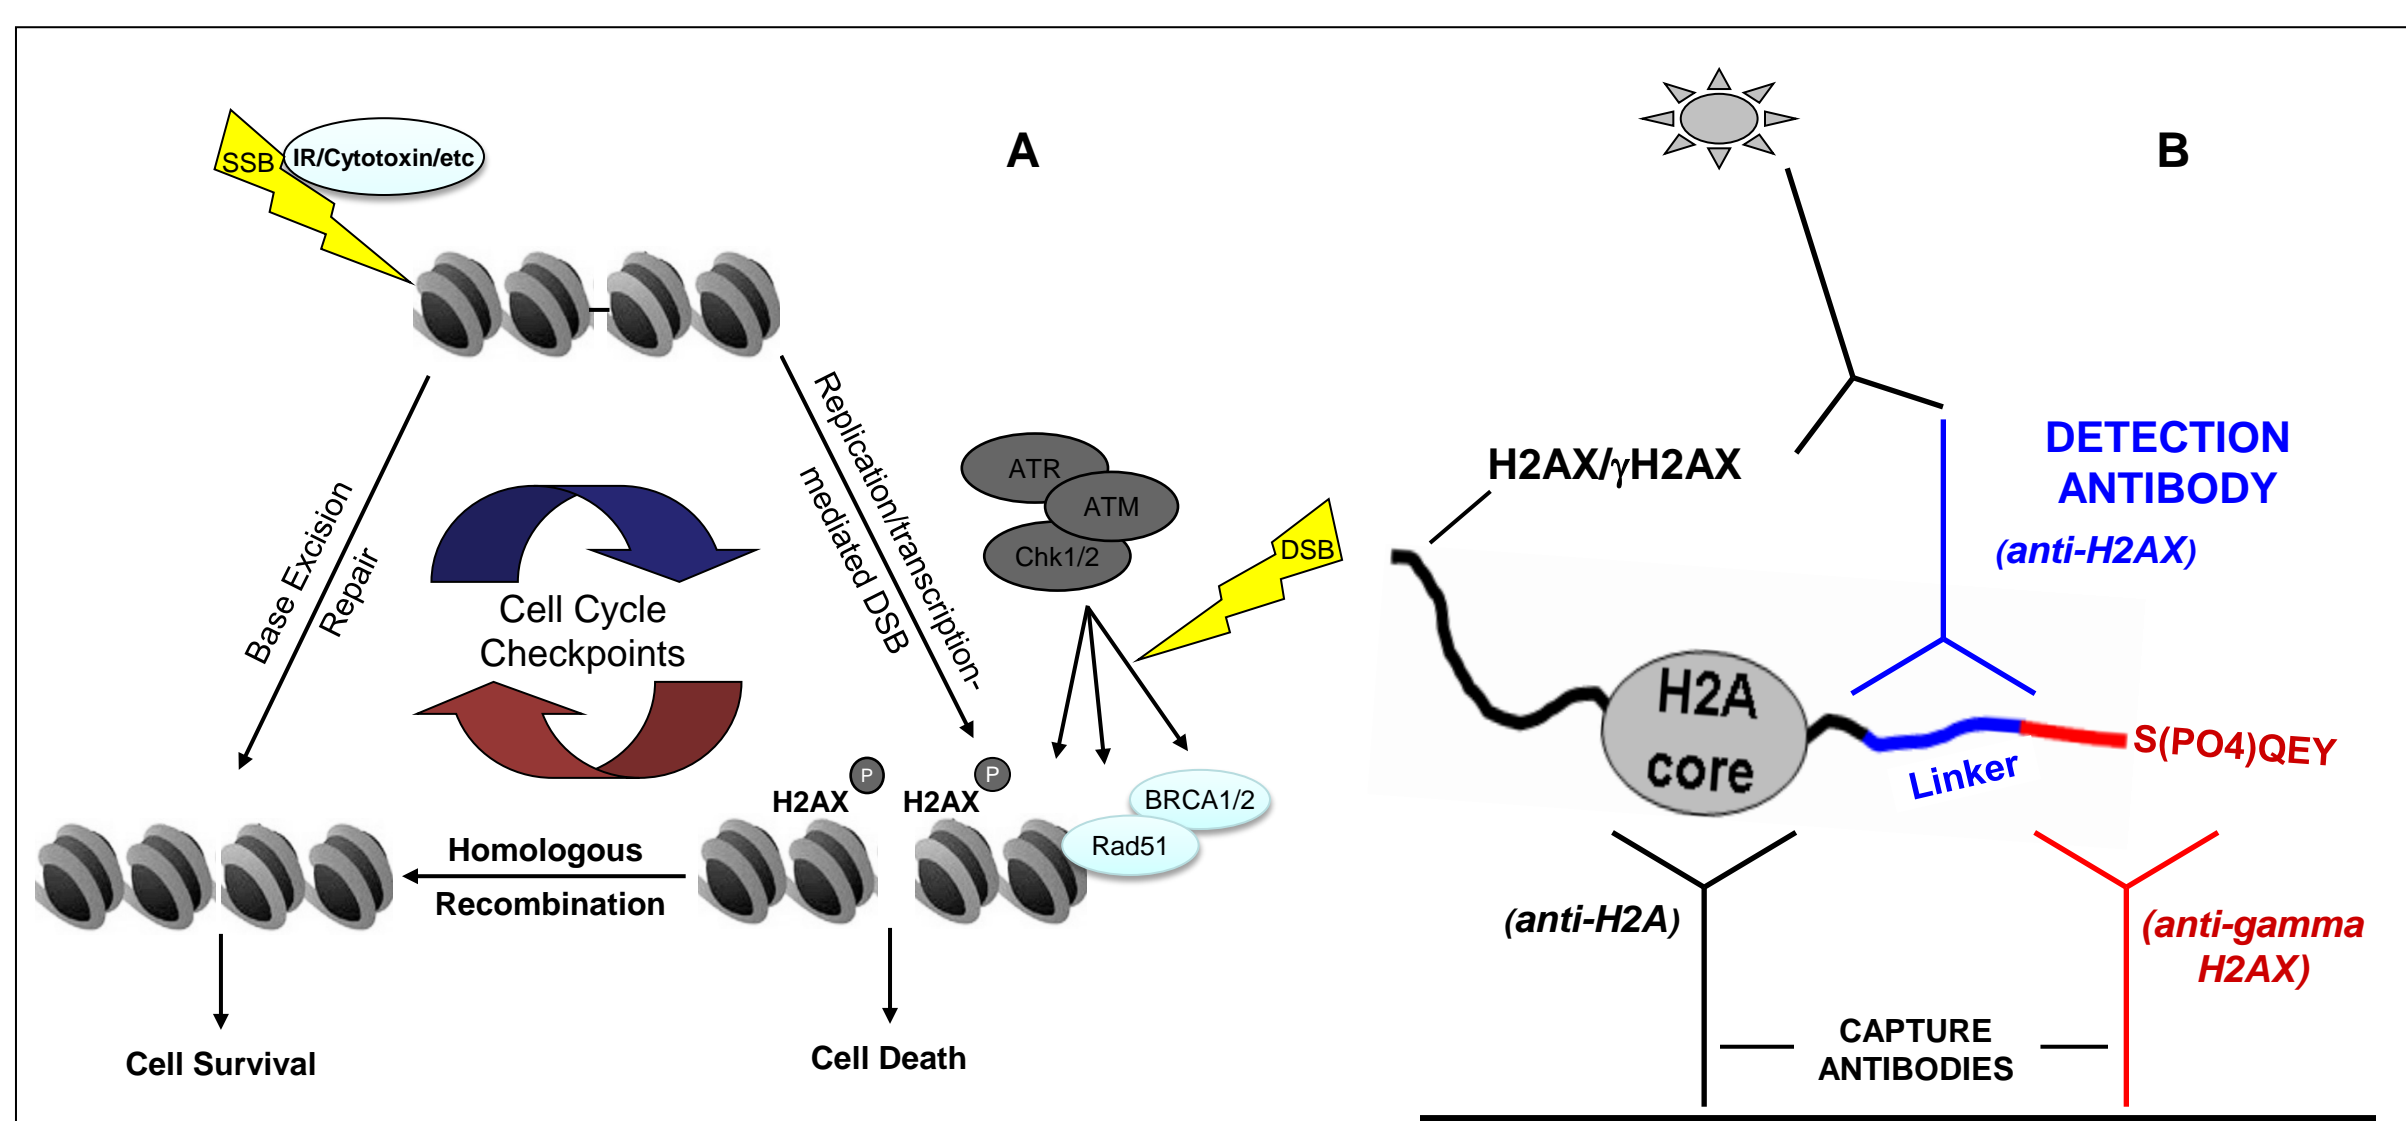 A
SSB
IR/Cytotoxin/etc
Base Excision
Repair
Replication/transcription-
mediated DSB
Cell Cycle
Checkpoints
ATR
ATM
Chk1/2
DSB
H2AX
P
H2AX
P
BRCA1/2
Rad51
Homologous
Recombination
Cell Survival
Cell Death
B
H2AX/γH2AX
DETECTION
ANTIBODY
(anti-H2AX)
H2A
core
Linker
S(PO4)QEY
(anti-H2A)
(anti-gamma
H2AX)
CAPTURE
ANTIBODIES